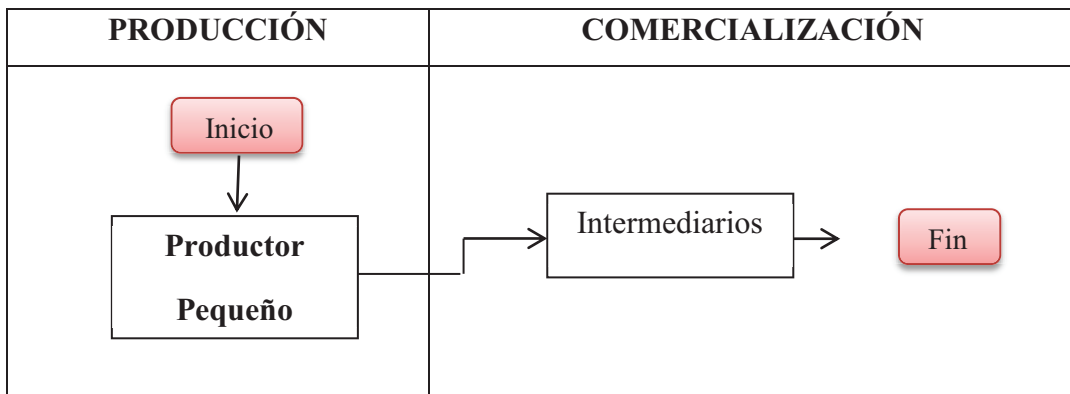 PRODUCCIÓN
COMERCIALIZACIÓN
Inicio
Productor
Pequeño
Intermediarios
Fin